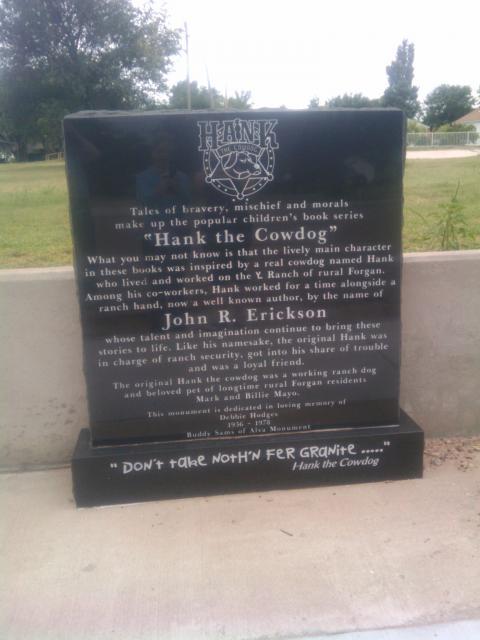 HANK
THE COWDOG
Tales of bravery, mischief and morals
make up the popular children's book series
"Hank the Cowdog"
What you may not know is that the lively main character
in these books was inspired by a real cowdog named Hank
who lived and worked on the Ranch of rural Forgan.
Among his co-workers, Hank worked for a time alongside a
ranch hand, now a well known author, by the name of
John R. Erickson
whose talent and imagination continue to bring these
stories to life. Like his namesake, the original Hank was
in charge of ranch security, got into his share of trouble
and was a loyal friend.
The original Hank the cowdog was a working ranch dog
and beloved pet of longtime rural Forgan residents
Mark and Billie Mayo.
This monument is dedicated in loving memory of
Debbie Hodges
1956 - 1978
Buddy Sams of Alva Monument
"DON'T TAKE NOTH'N FER GRANITE ....."
Hank the Cowdog